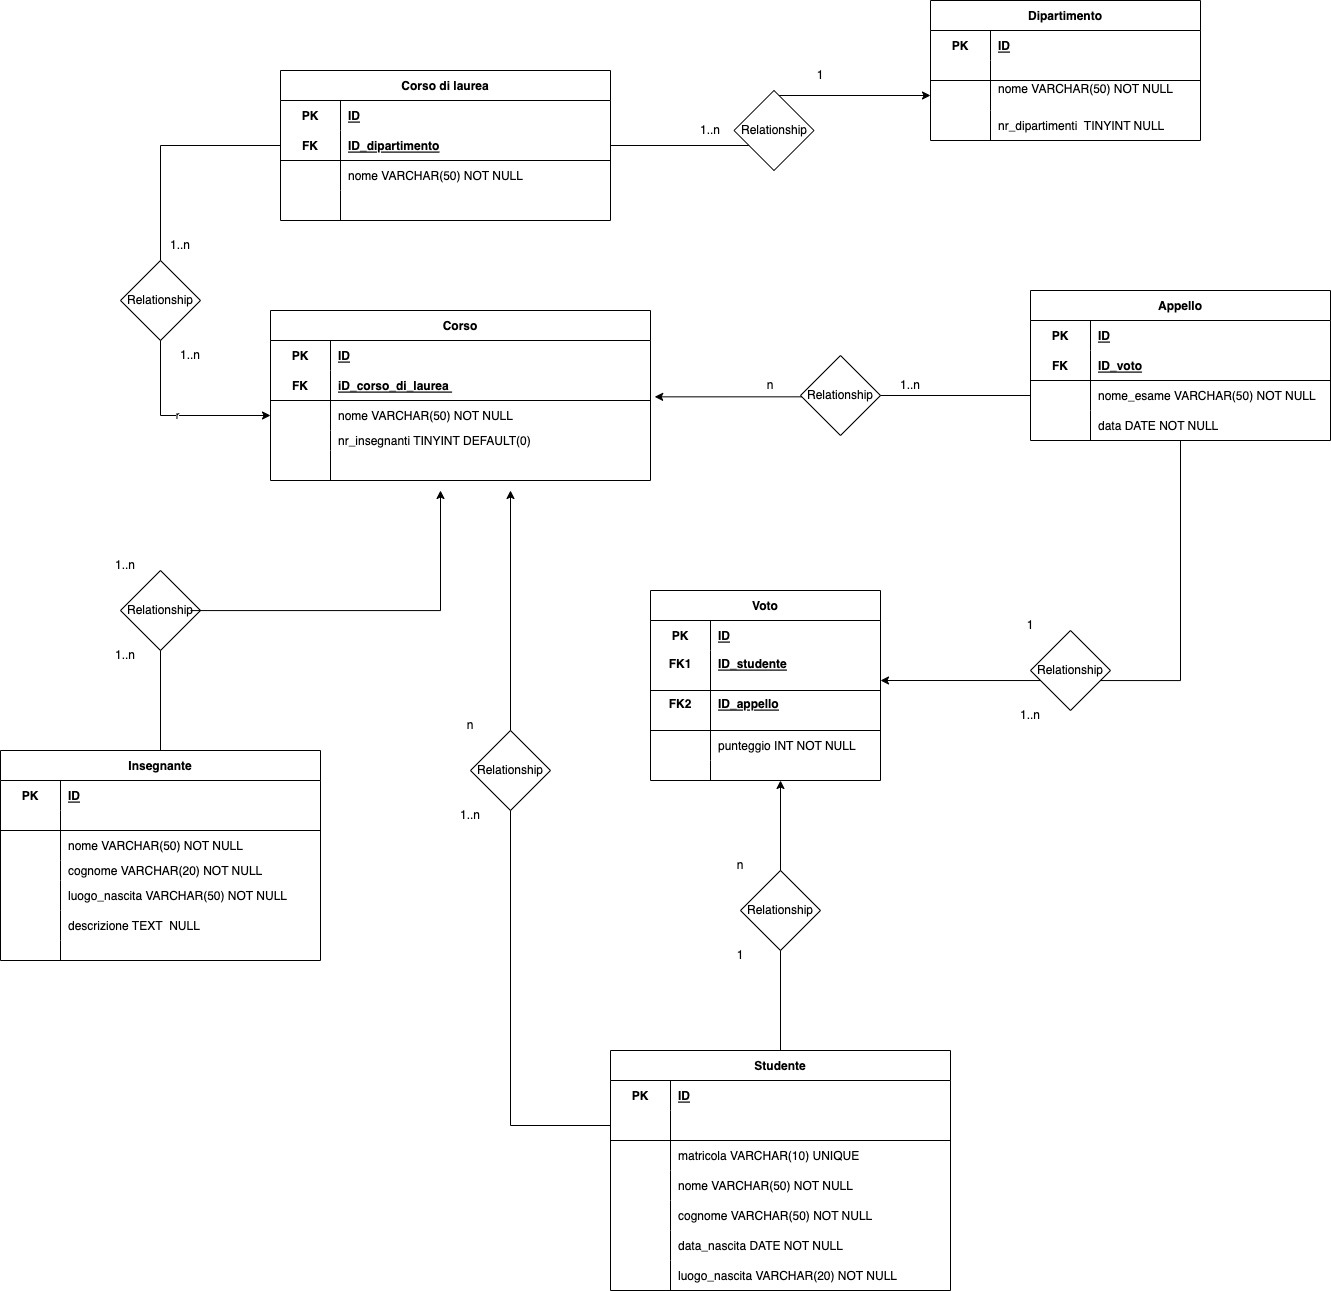 Dipartimento
PK ID
nome VARCHAR(50) NOT NULL
nr_dipartimenti TINYINT NULL
1
Relationship
1..n
Corso di laurea
PK ID
FK ID_dipartimento
nome VARCHAR(50) NOT NULL
1..n
Relationship
1..n
r
Corso
PK ID
FK iD_corso_di_laurea
nome VARCHAR(50) NOT NULL
nr_insegnanti TINYINT DEFAULT(0)
n
Relationship
1..n
Appello
PK ID
FK ID_voto
nome_esame VARCHAR(50) NOT NULL
data DATE NOT NULL
1..n
Relationship
1..n
Voto
PK ID
FK1 ID_studente
FK2 ID_appello
punteggio INT NOT NULL
1
Relationship
1..n
Insegnante
PK ID
nome VARCHAR(50) NOT NULL
cognome VARCHAR(20) NOT NULL
luogo_nascita VARCHAR(50) NOT NULL
descrizione TEXT NULL
n
Relationship
1..n
n
Relationship
1
Studente
PK ID
matricola VARCHAR(10) UNIQUE
nome VARCHAR(50) NOT NULL
cognome VARCHAR(50) NOT NULL
data_nascita DATE NOT NULL
luogo_nascita VARCHAR(20) NOT NULL